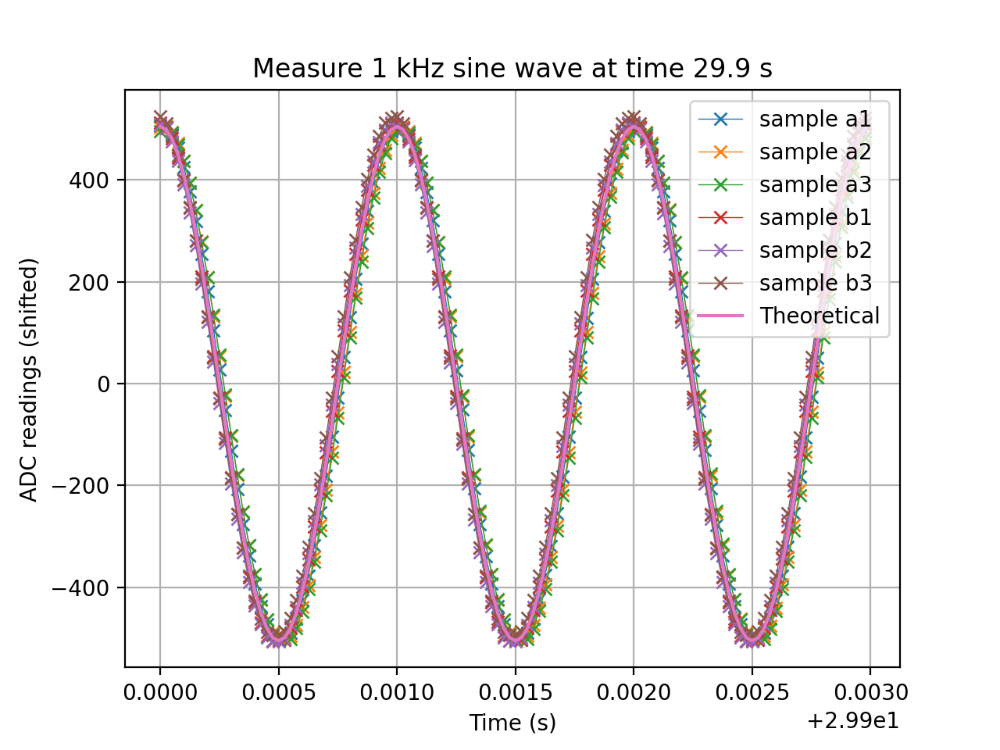 Measure 1 kHz sine wave at time 29.9 s
sample a1
sample a2
sample a3
sample b1
sample b2
sample b3
Theoretical
ADC readings (shifted)
400
200
0
−200
−400
0.0000 0.0005 0.0010 0.0015 0.0020 0.0025 0.0030
Time (s)
+2.99e1